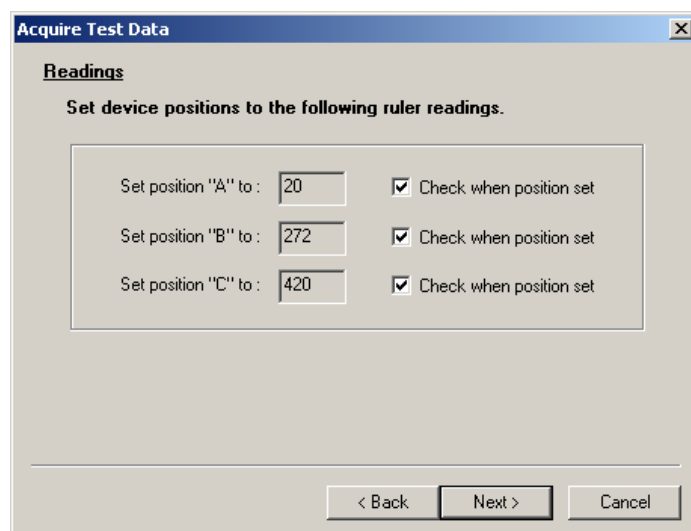 Acquire Test Data
Readings
Set device positions to the following ruler readings.
Set position "A" to : 20 Check when position set
Set position "B" to : 272 Check when position set
Set position "C" to : 420 Check when position set
< Back Next > Cancel